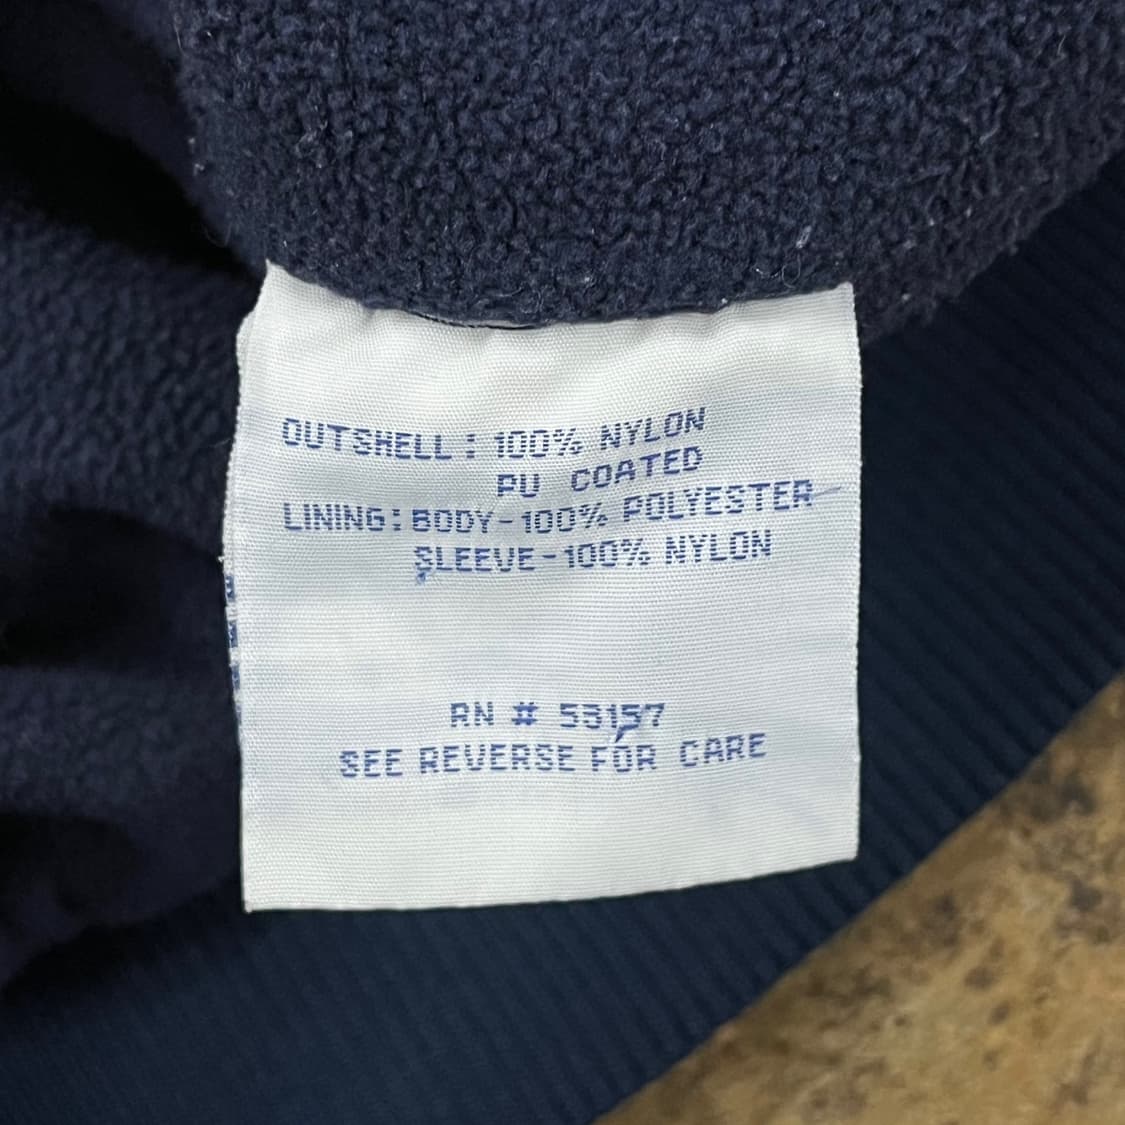 OUTSHELL: 100% NYLON
PU COATED
LINING: BODY-100% POLYESTER
SLEEVE-100% NYLON
RN # 53157
SEE REVERSE FOR CARE